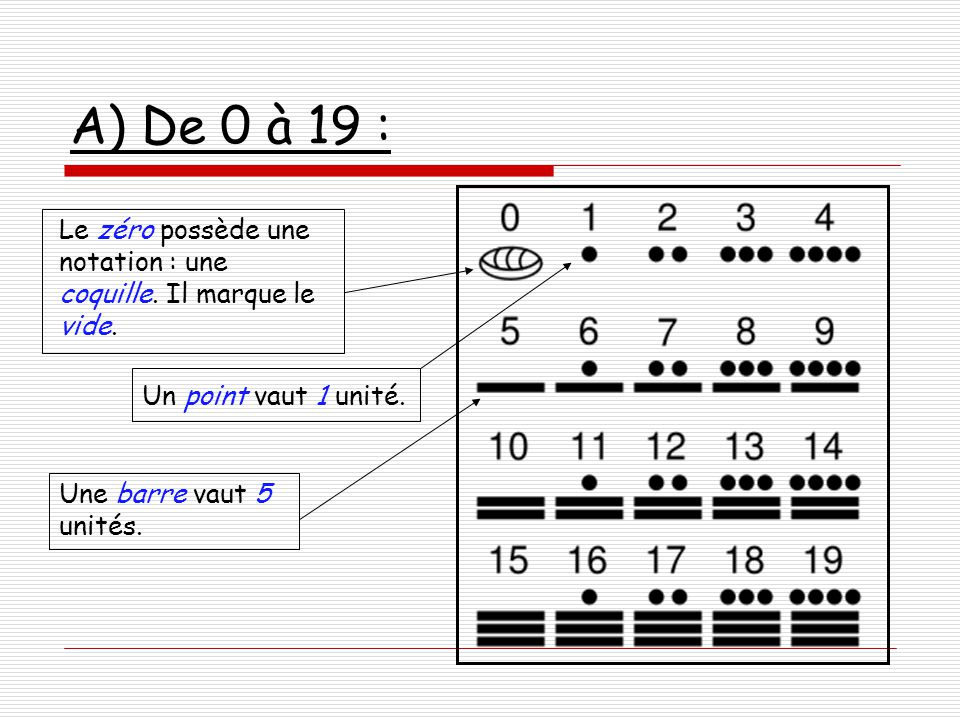 A) De 0 à 19 :
Le zéro possède une
notation : une
coquille. Il marque le
vide.
Un point vaut 1 unité.
Une barre vaut 5
unités.
0 1 2 3 4
5 6 7 8 9
10 11 12 13 14
15 16 17 18 19